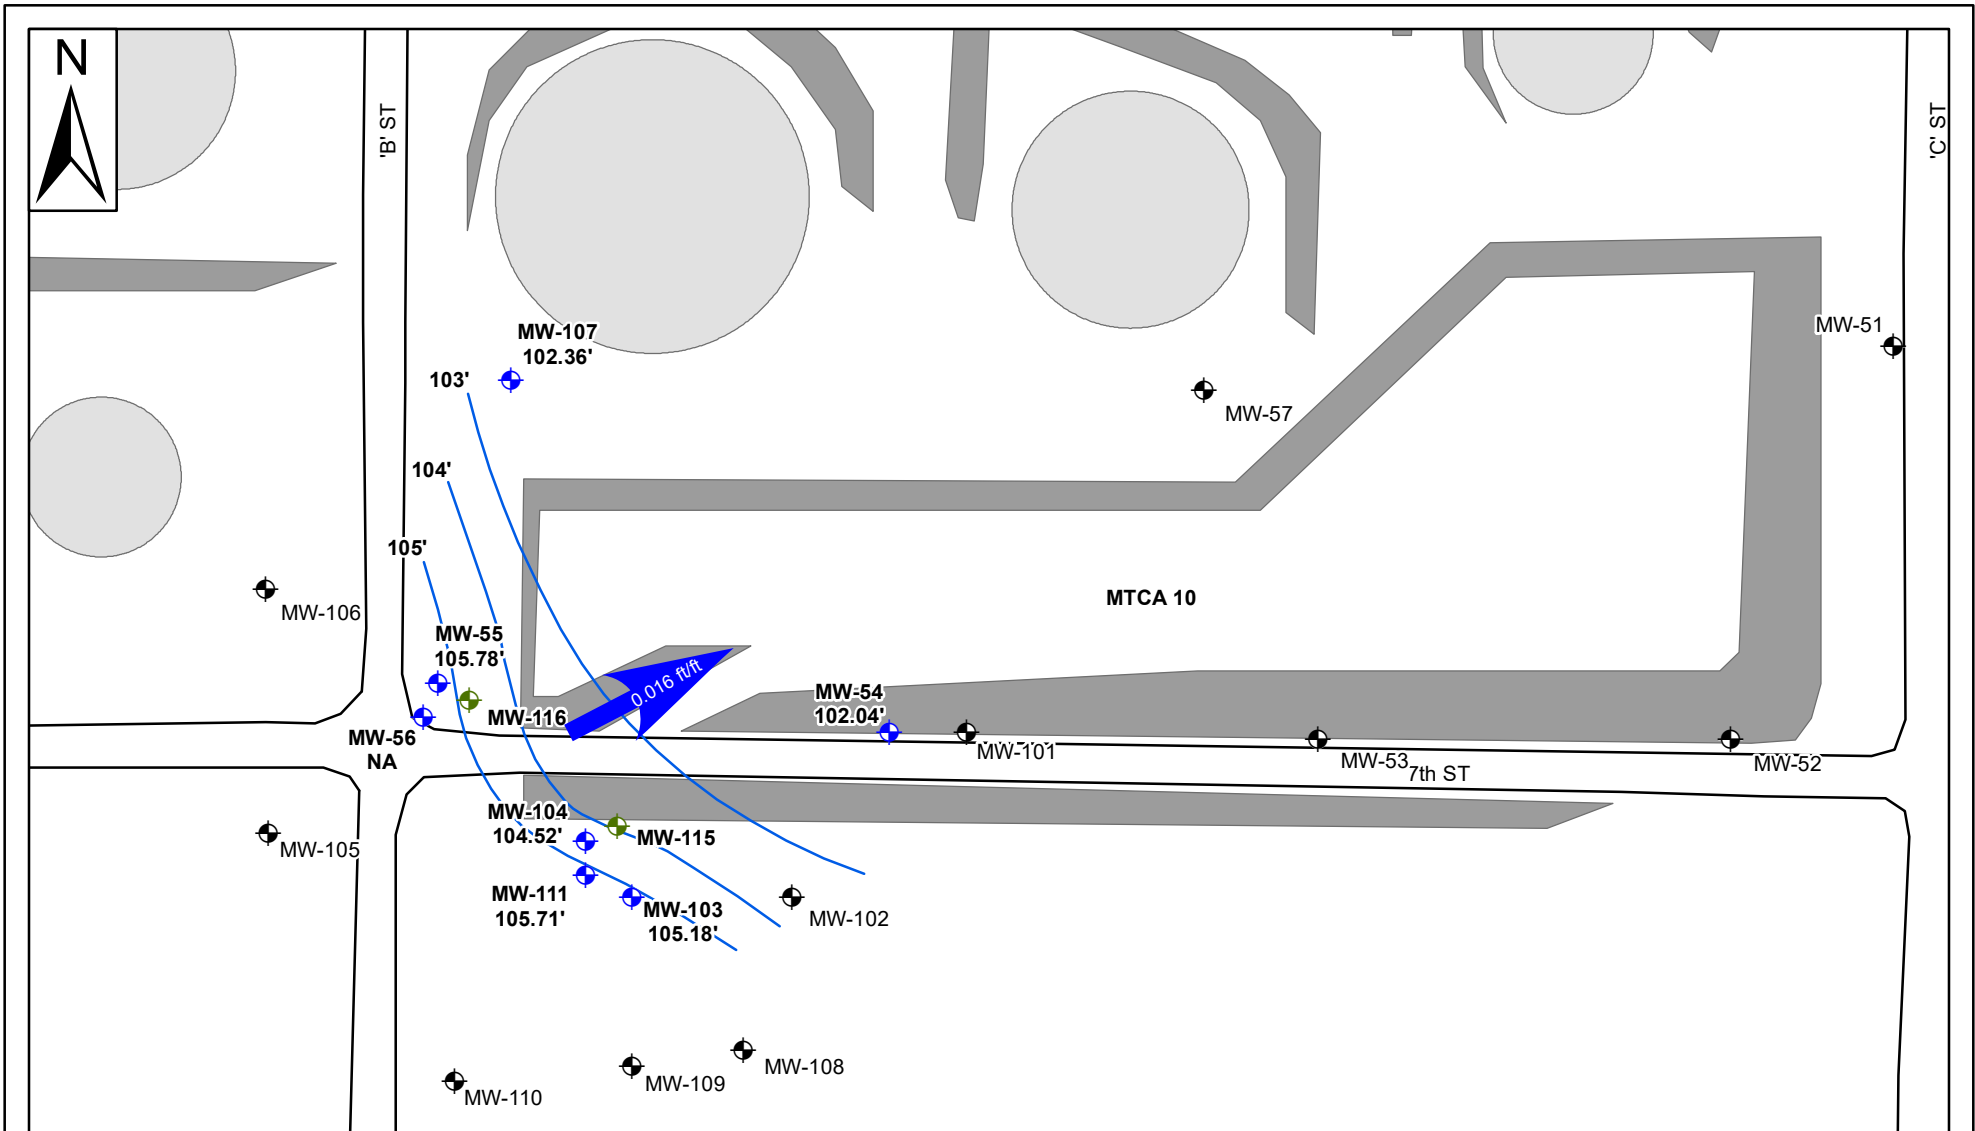 N
'B' ST
'C' ST
MW-107
102.36'
MW-51
103'
MW-57
104'
105'
MTCA 10
MW-106
MW-55
105.78'
0.016 ft/ft
MW-54
102.04'
MW-116
MW-56
NA
MW-101
MW-53
7th ST
MW-52
MW-104
104.52'
MW-115
MW-105
MW-111
105.71'
MW-103
105.18'
MW-102
MW-108
MW-109
MW-110